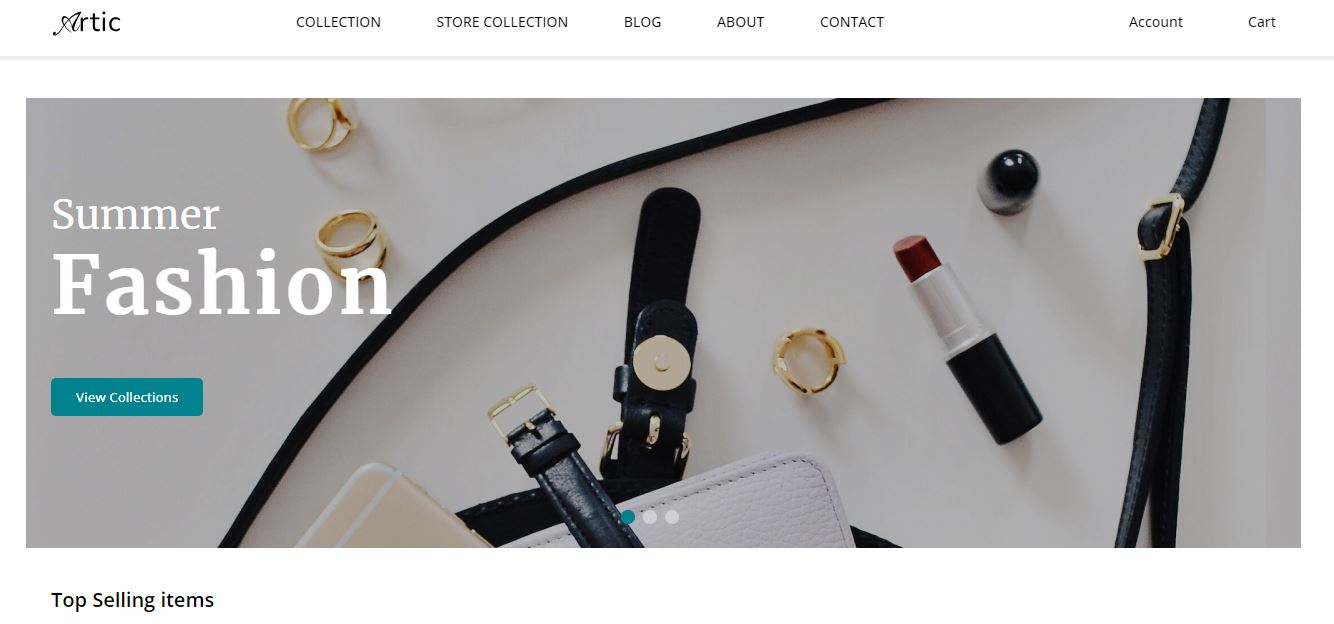 Artic
COLLECTION STORE COLLECTION BLOG ABOUT CONTACT Account Cart
Summer
Fashion
View Collections
Top Selling items